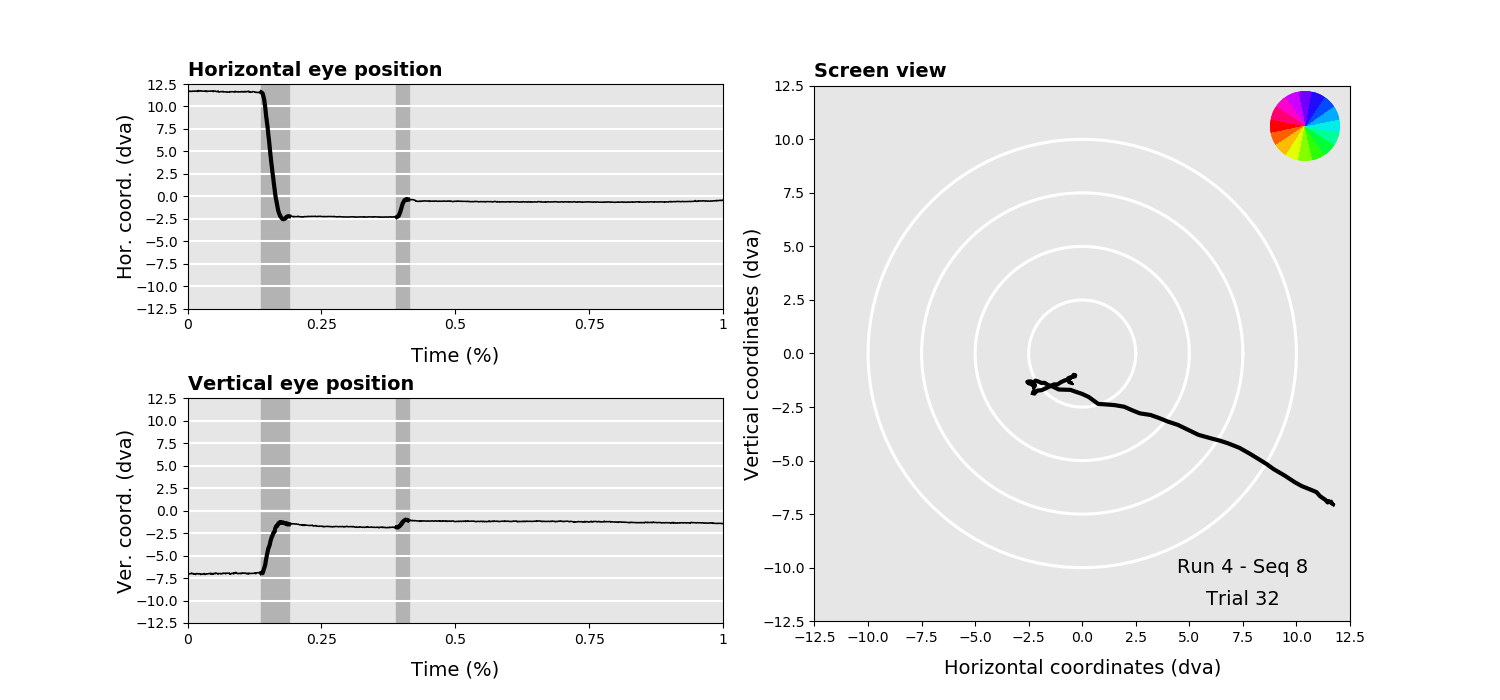 Horizontal eye position
Hor. coord. (dva)
12.5
10.0
7.5
5.0
2.5
0.0
−2.5
−5.0
−7.5
−10.0
−12.5
0 0.25 0.5 0.75 1
Time (%)
Vertical eye position
Ver. coord. (dva)
12.5
10.0
7.5
5.0
2.5
0.0
−2.5
−5.0
−7.5
−10.0
−12.5
0 0.25 0.5 0.75 1
Time (%)
Screen view
Vertical coordinates (dva)
12.5
10.0
7.5
5.0
2.5
0.0
−2.5
−5.0
−7.5
−10.0
−12.5
Run 4 - Seq 8
Trial 32
−12.5 −10.0 −7.5 −5.0 −2.5 0.0 2.5 5.0 7.5 10.0 12.5
Horizontal coordinates (dva)